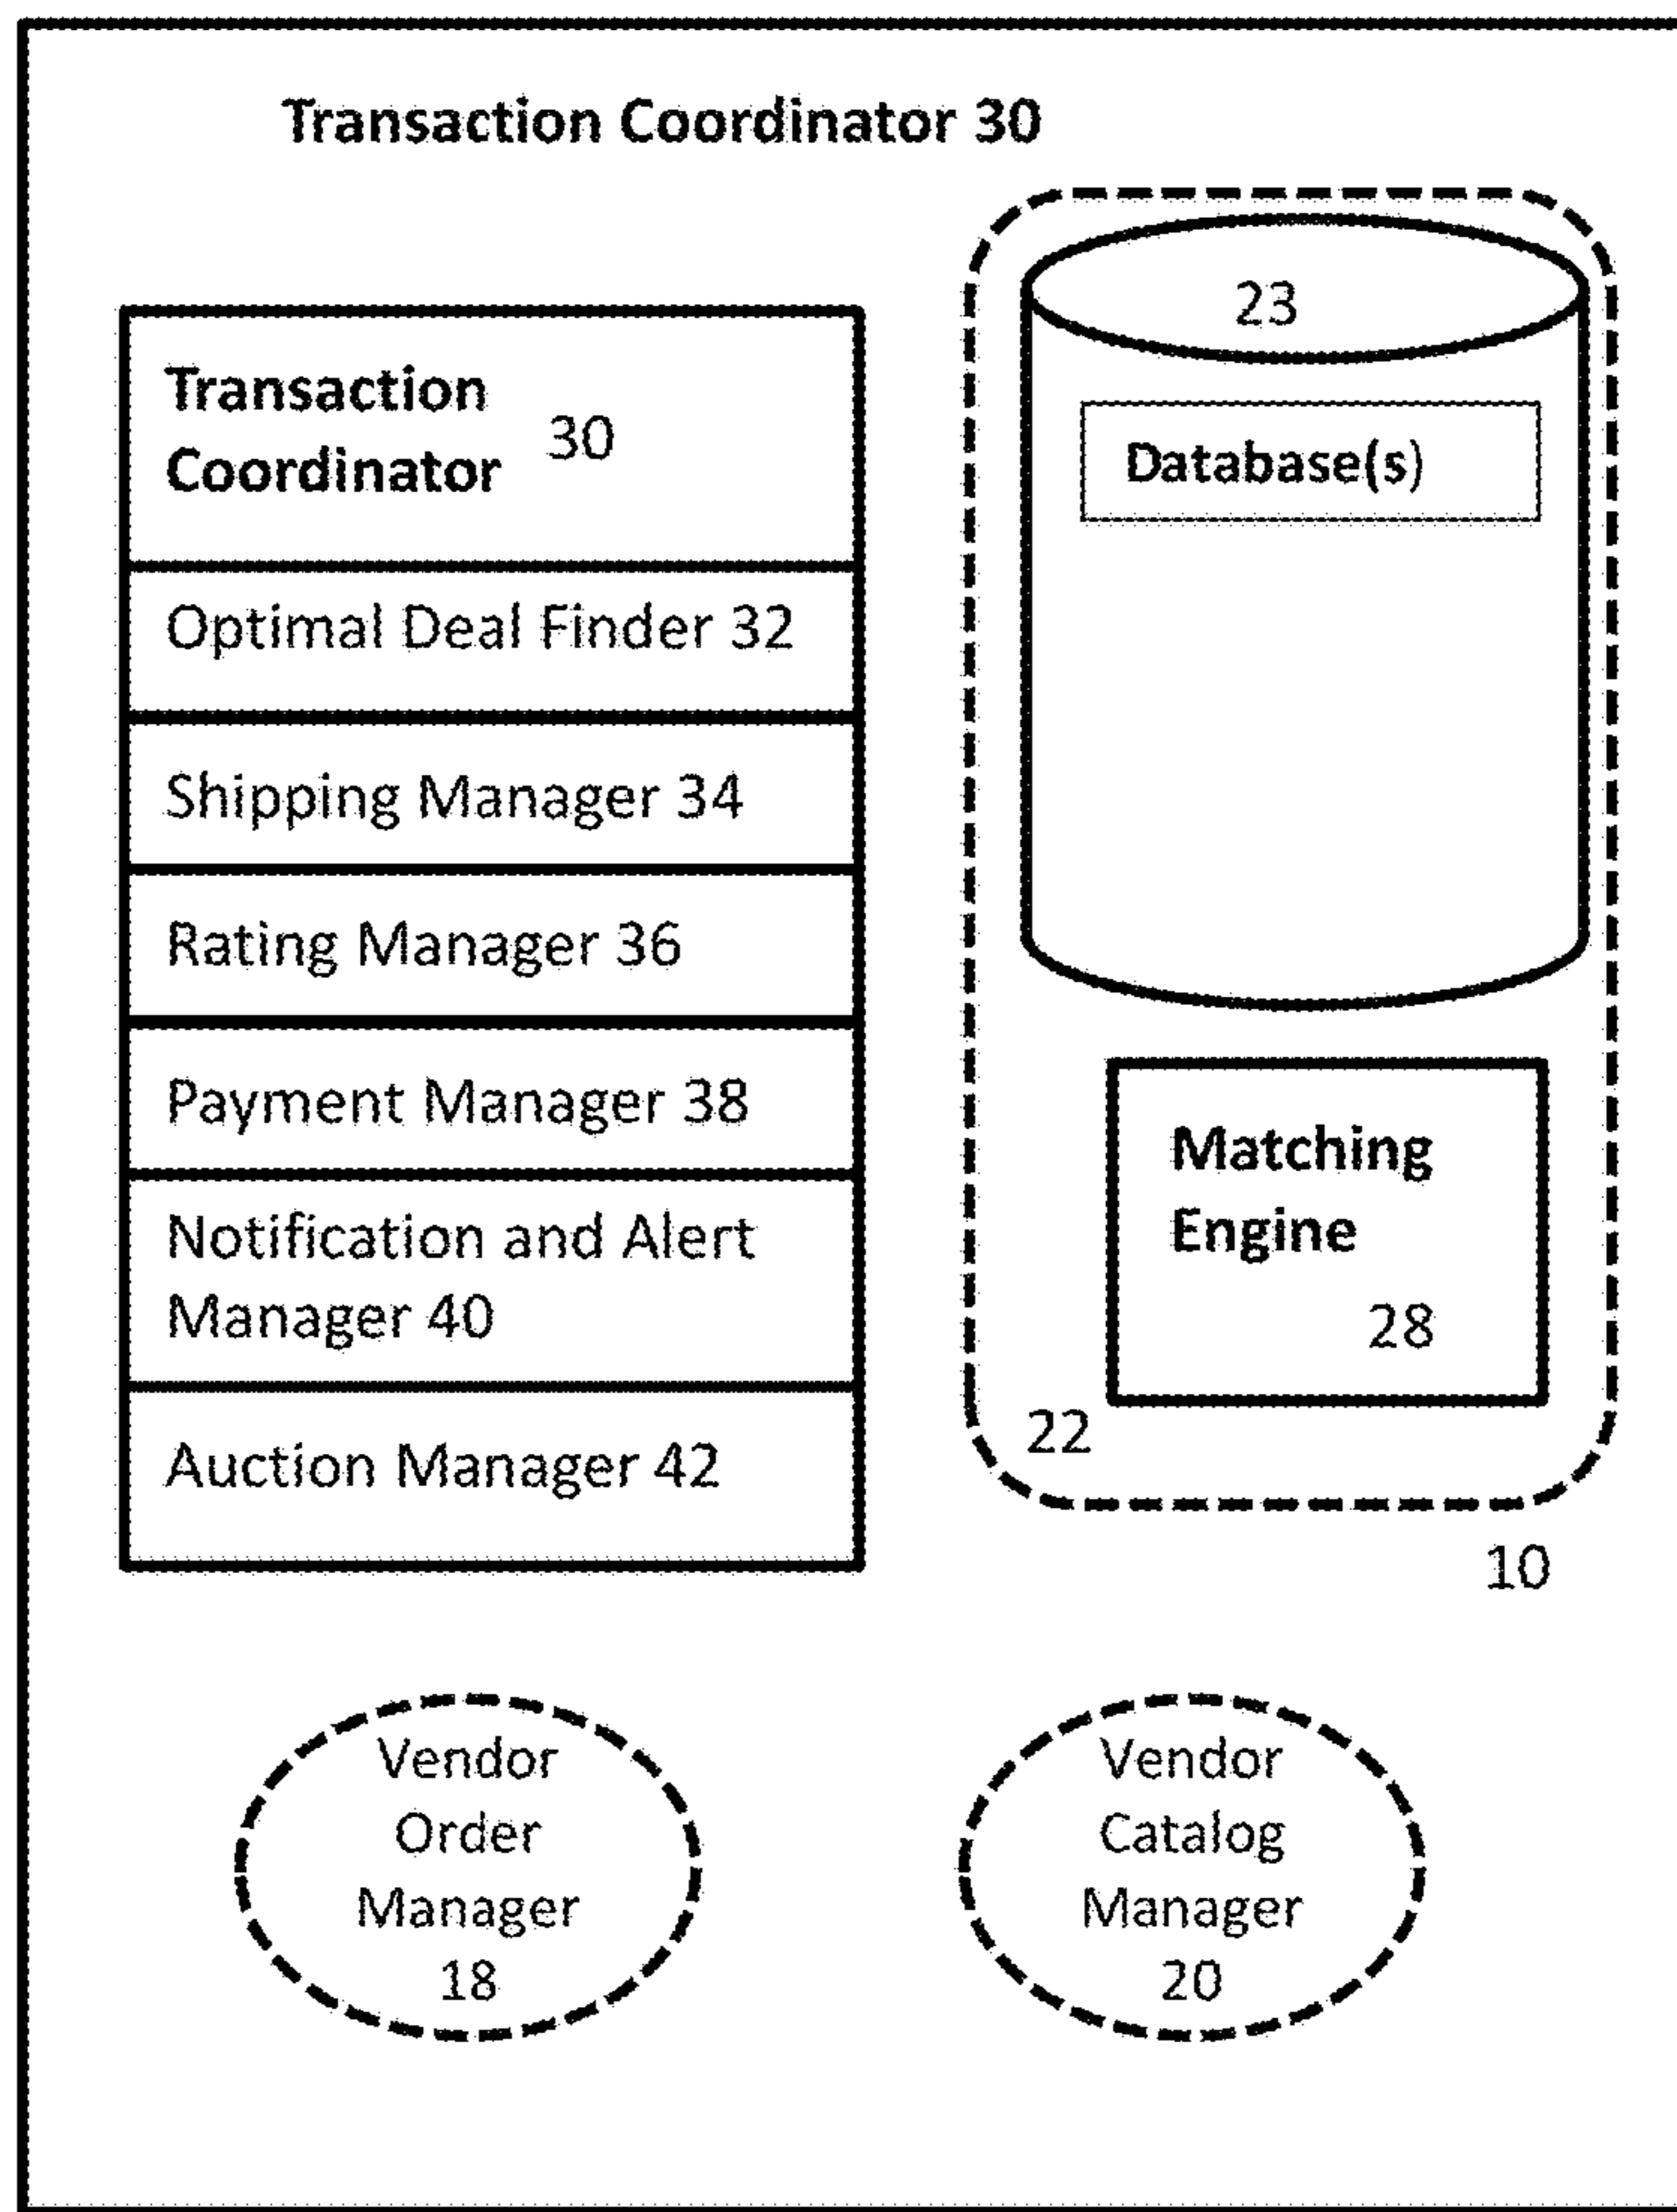 Transaction Coordinator 30
Transaction
Coordinator 30
Optimal Deal Finder 32
Shipping Manager 34
Rating Manager 36
Payment Manager 38
Notification and Alert
Manager 40
Auction Manager 42
23
Database(s)
Matching
Engine
28
22
10
Vendor
Order
Manager
18
Vendor
Catalog
Manager
20